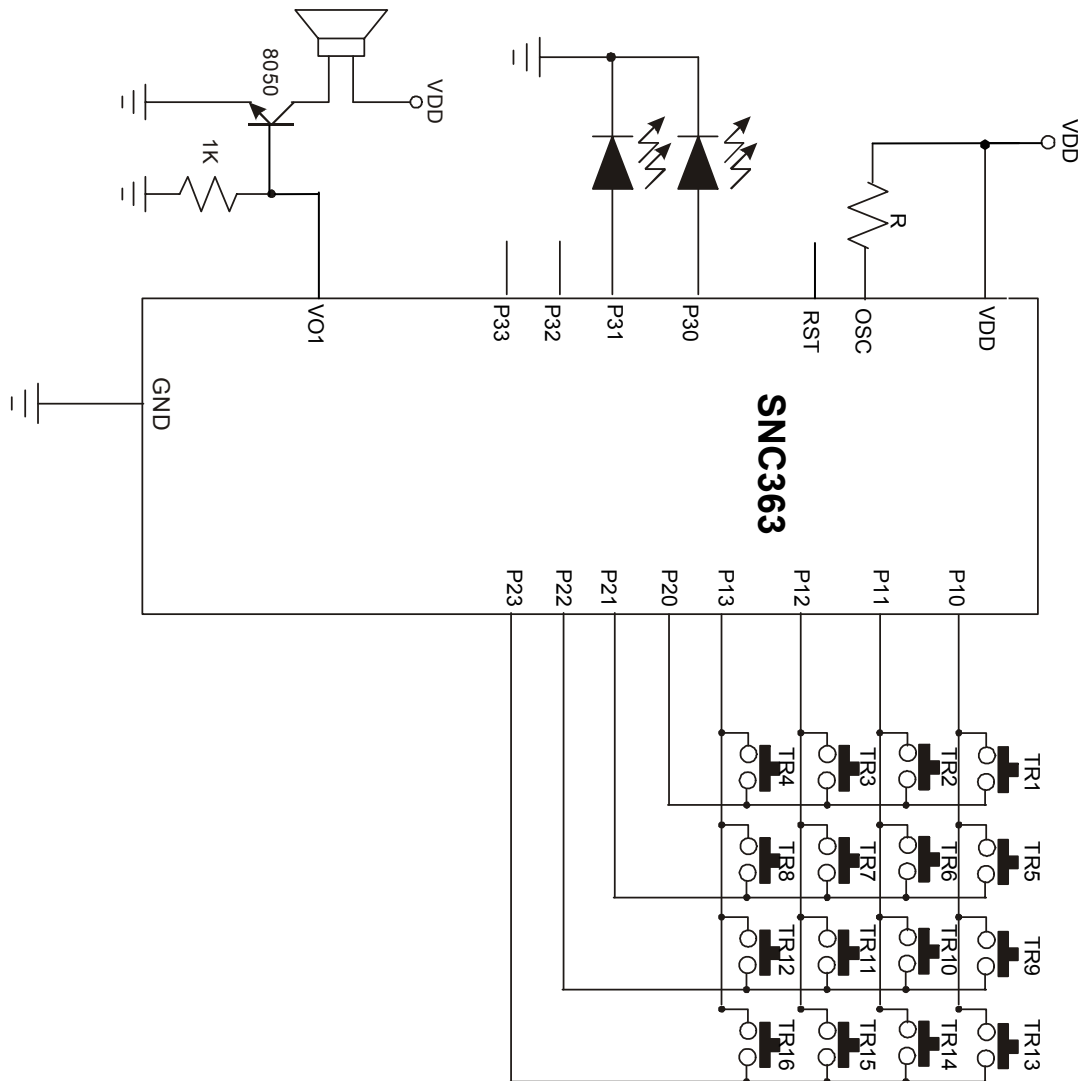 8050
VDD
VDD
1K
R
VO1
P33
P32
P31
P30
RST
OSC
VDD
GND
SNC363
P23
P22
P21
P20
P13
P12
P11
P10
TR4
TR3
TR2
TR1
TR8
TR7
TR6
TR5
TR12
TR11
TR10
TR9
TR16
TR15
TR14
TR13